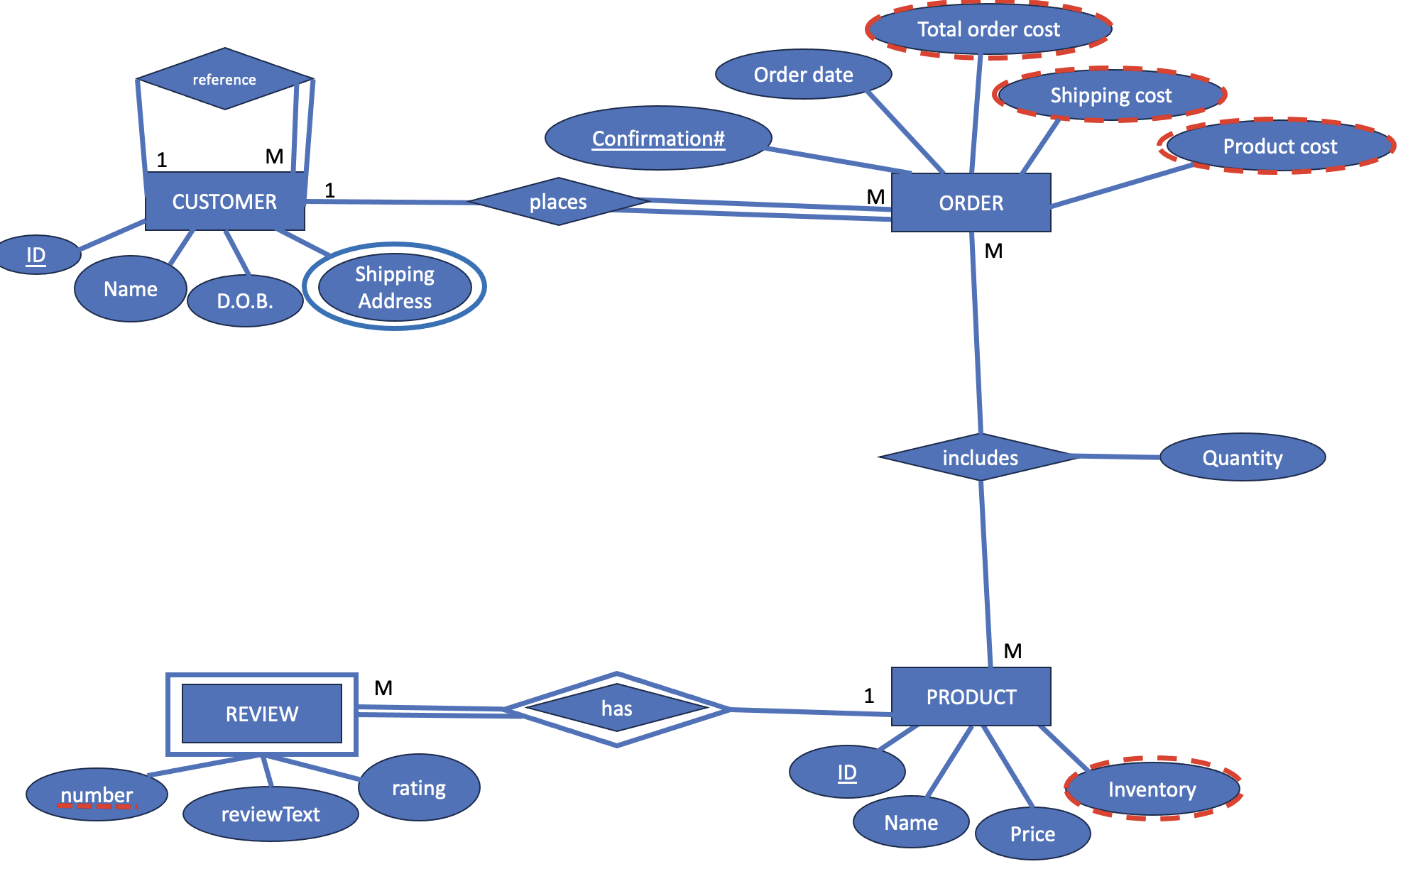 Total order cost
Order date
reference
Shipping cost
Confirmation#
Product cost
1
M
CUSTOMER
1
places
M
ORDER
ID
Name
D.O.B.
Shipping
Address
M
includes
Quantity
M
REVIEW
M
has
1
PRODUCT
number
reviewText
rating
ID
Name
Price
Inventory